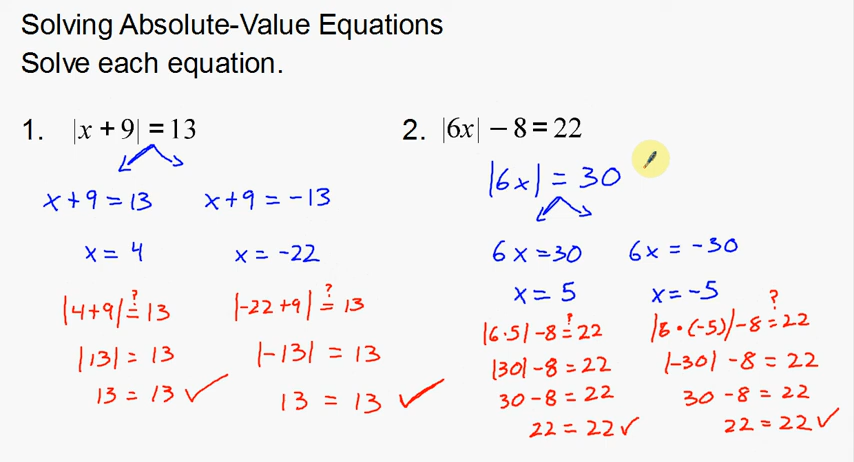 Solving Absolute-Value Equations
Solve each equation.
1. |x + 9| = 13
x + 9 = 13
x + 9 = -13
x = 4
x = -22
|4+9| ?= 13
|-22+9| ?= 13
|13| = 13
|-13| = 13
13 = 13 ✓
13 = 13 ✓
2. |6x| − 8 = 22
|6x| = 30
6x = 30
6x = -30
x = 5
x = -5
|6·5| -8 ?= 22
|6·(-5)| -8 ?= 22
|30| -8 = 22
|-30| -8 = 22
30 -8 = 22
30 -8 = 22
22 = 22 ✓
22 = 22 ✓